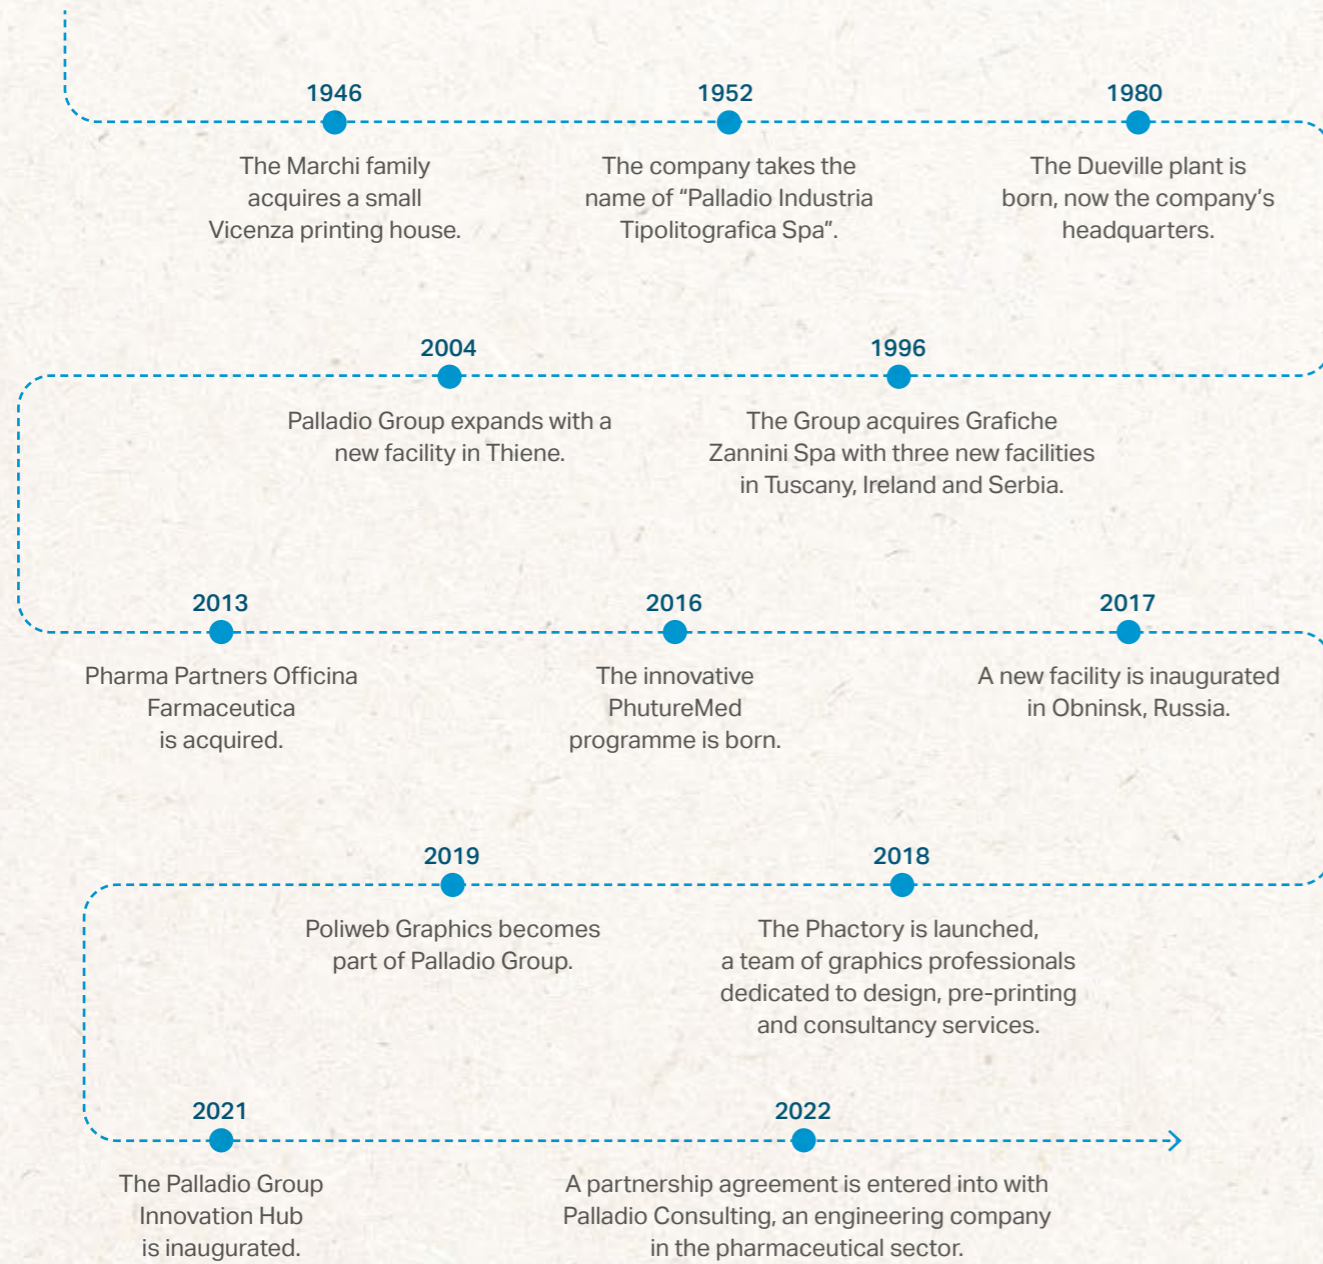 1946
The Marchi family
acquires a small
Vicenza printing house.
1952
The company takes the
name of “Palladio Industria
Tipolitografica Spa”.
1980
The Dueville plant is
born, now the company’s
headquarters.
1996
The Group acquires Grafiche
Zannini Spa with three new facilities
in Tuscany, Ireland and Serbia.
2004
Palladio Group expands with a
new facility in Thiene.
2013
Pharma Partners Officina
Farmaceutica
is acquired.
2016
The innovative
PhutureMed
programme is born.
2017
A new facility is inaugurated
in Obninsk, Russia.
2018
The Phactory is launched,
a team of graphics professionals
dedicated to design, pre-printing
and consultancy services.
2019
Poliweb Graphics becomes
part of Palladio Group.
2021
The Palladio Group
Innovation Hub
is inaugurated.
2022
A partnership agreement is entered into with
Palladio Consulting, an engineering company
in the pharmaceutical sector.